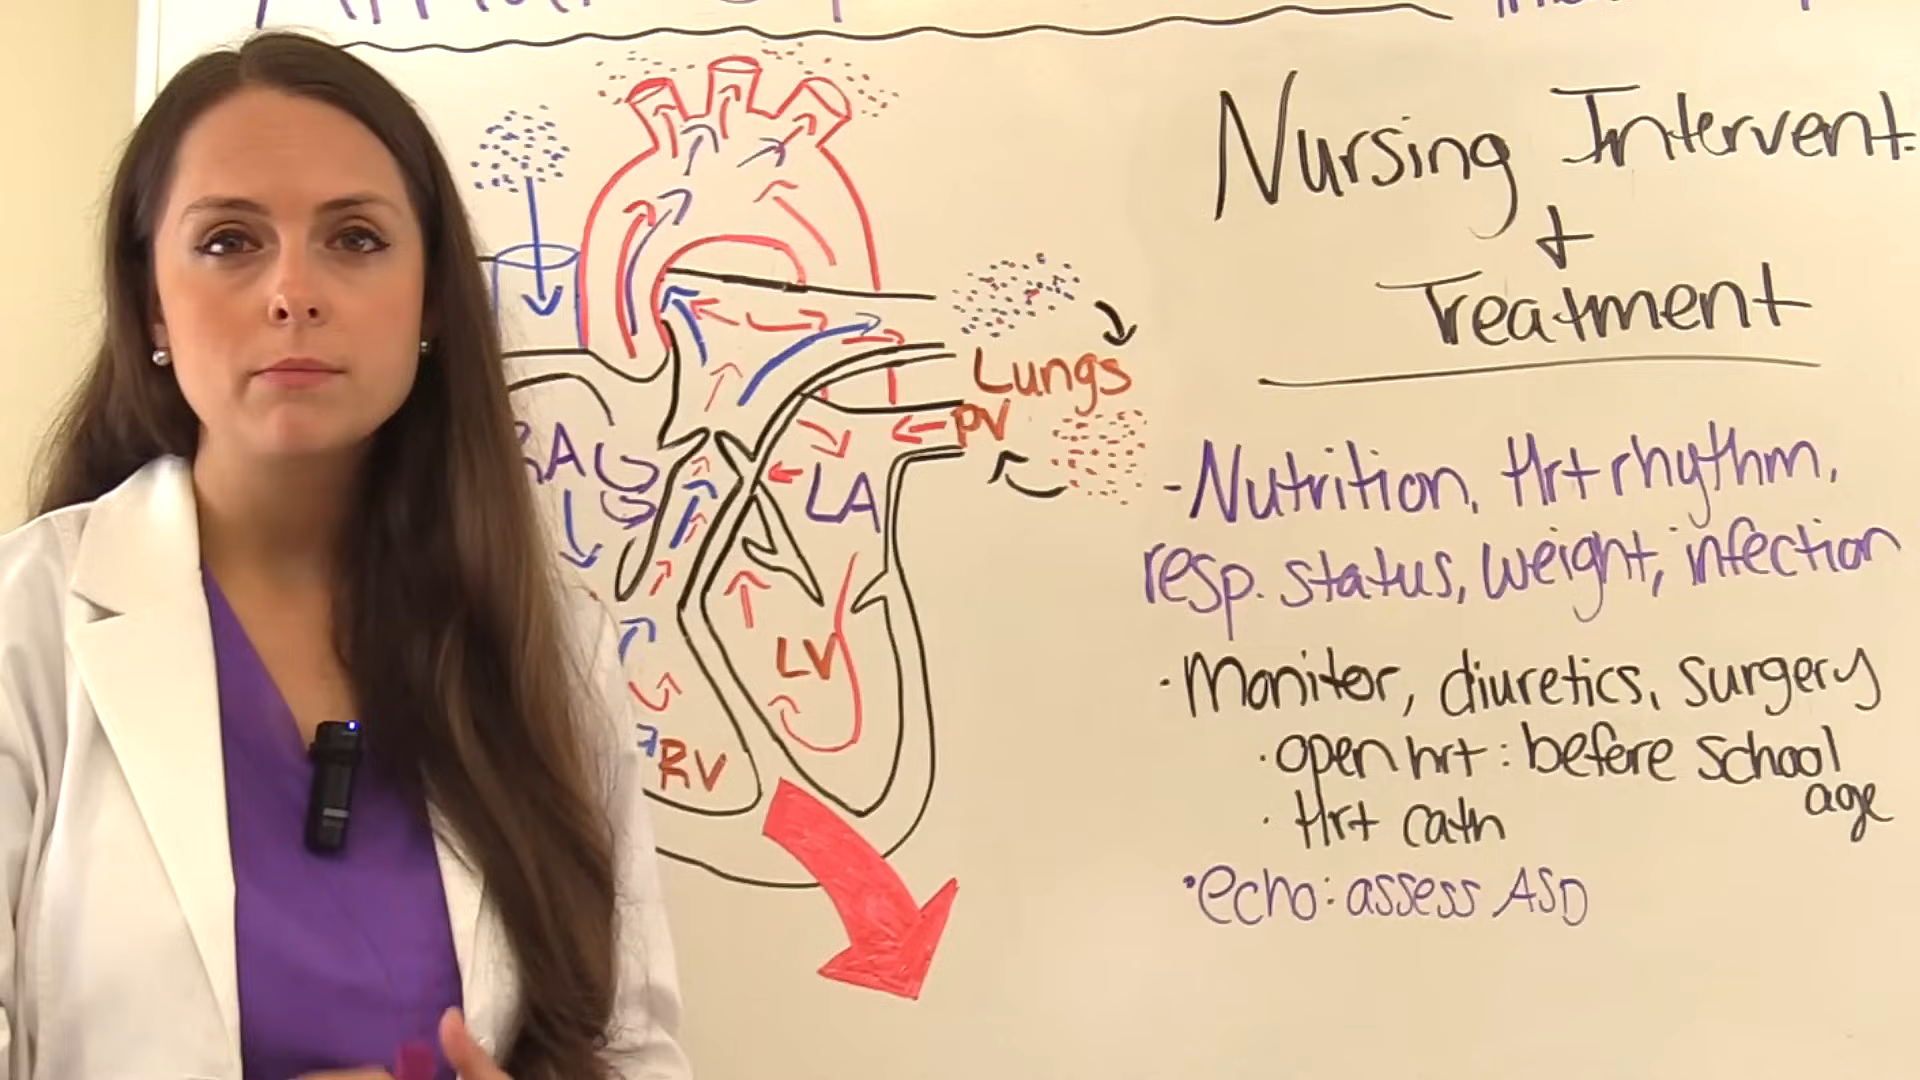 Nursing Intervent.
+
Treatment
- Nutrition, Hrt rhythm,
resp. status, weight, infection
· Monitor, diuretics, surgery
· open hrt : before school
age
· Hrt cath
· echo: assess ASD
Lungs
PV
RA
LA
LV
RV